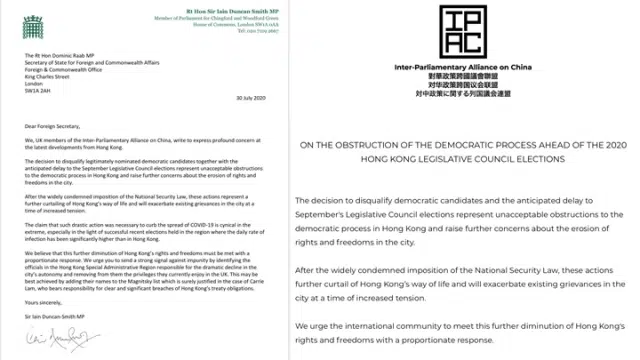 Rt Hon Sir Iain Duncan Smith MP
Member of Parliament for Chingford and Woodford Green
House of Commons, London SW1A 0AA
The Rt Hon Dominic Raab MP
Secretary of State for Foreign and Commonwealth Affairs
Foreign & Commonwealth Office
King Charles Street
London
SW1A 2AH
30 July 2020
Dear Foreign Secretary,
We, UK members of the Inter-Parliamentary Alliance on China, write to express profound concerns at
the latest developments from Hong Kong.
The decision to disqualify legitimately nominated democratic candidates together with the
anticipated delay to the September Legislative Council elections represent unacceptable obstructions
to the democratic process in Hong Kong and raise further concerns about the erosion of rights and
freedoms in the city.
After the widely condemned imposition of the National Security Law, these actions represent a
further curtailing of Hong Kong's way of life and will exacerbate existing grievances in the city at a
time of increased tension.
The claim that such drastic action was necessary to curb the spread of COVID-19 is cynical in the
extreme, especially in the light of successful recent elections held in the region where the daily rate of
infection has been significantly higher than in Hong Kong.
We believe that this further diminution of Hong Kong's rights and freedoms must be met with a
proportionate response. We urge you to send a strong signal against impunity by identifying the
officials in the Hong Kong Special Administrative Region responsible for the dramatic decline in the
city's autonomy and removing from them the privileges they currently enjoy in the UK. This may be
best achieved by adding their names to the Magnitsky list which is surely justified in the case of Carrie
Lam, who bears responsibility for clear and significant breaches of Hong Kong's treaty obligations.
Yours sincerely,
Sir Iain Duncan Smith MP
IPAC
Inter-Parliamentary Alliance on China
對華政策跨國議會聯盟
对华政策跨国议会联盟
対中政策に関する列国議会連盟
ON THE OBSTRUCTION OF THE DEMOCRATIC PROCESS AHEAD OF THE 2020
HONG KONG LEGISLATIVE COUNCIL ELECTIONS
The decision to disqualify democratic candidates and the anticipated delay to
September's Legislative Council elections represent unacceptable obstructions to the
democratic process in Hong Kong and raise further concerns about the erosion of
rights and freedoms in the city.
After the widely condemned imposition of the National Security Law, these actions
further curtail of Hong Kong's way of life and will exacerbate existing grievances in the
city at a time of increased tension.
We urge the international community to meet this further diminution of Hong Kong's
rights and freedoms with a proportionate response.